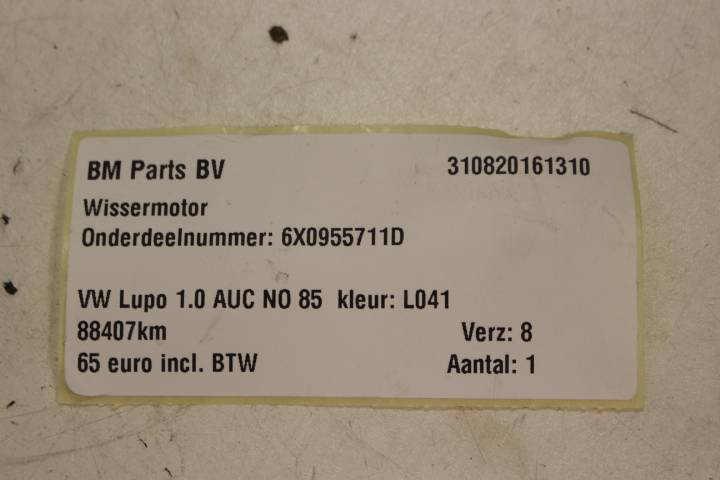 BM Parts BV 310820161310
Wissermotor
Onderdeelnummer: 6X0955711D
VW Lupo 1.0 AUC NO 85 kleur: L041
88407km Verz: 8
65 euro incl. BTW Aantal: 1